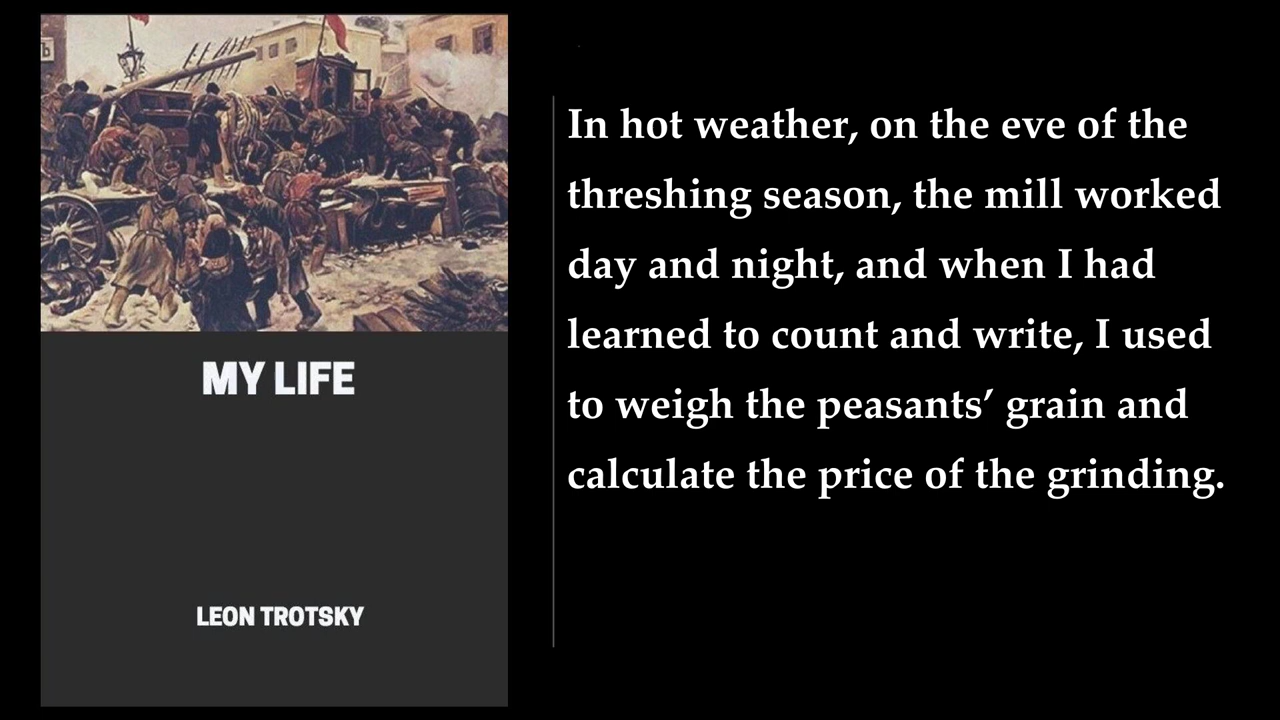 Ъ
MY LIFE
LEON TROTSKY
In hot weather, on the eve of the
threshing season, the mill worked
day and night, and when I had
learned to count and write, I used
to weigh the peasants’ grain and
calculate the price of the grinding.